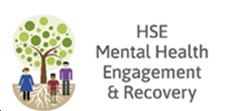 HSE
Mental Health
Engagement
& Recovery